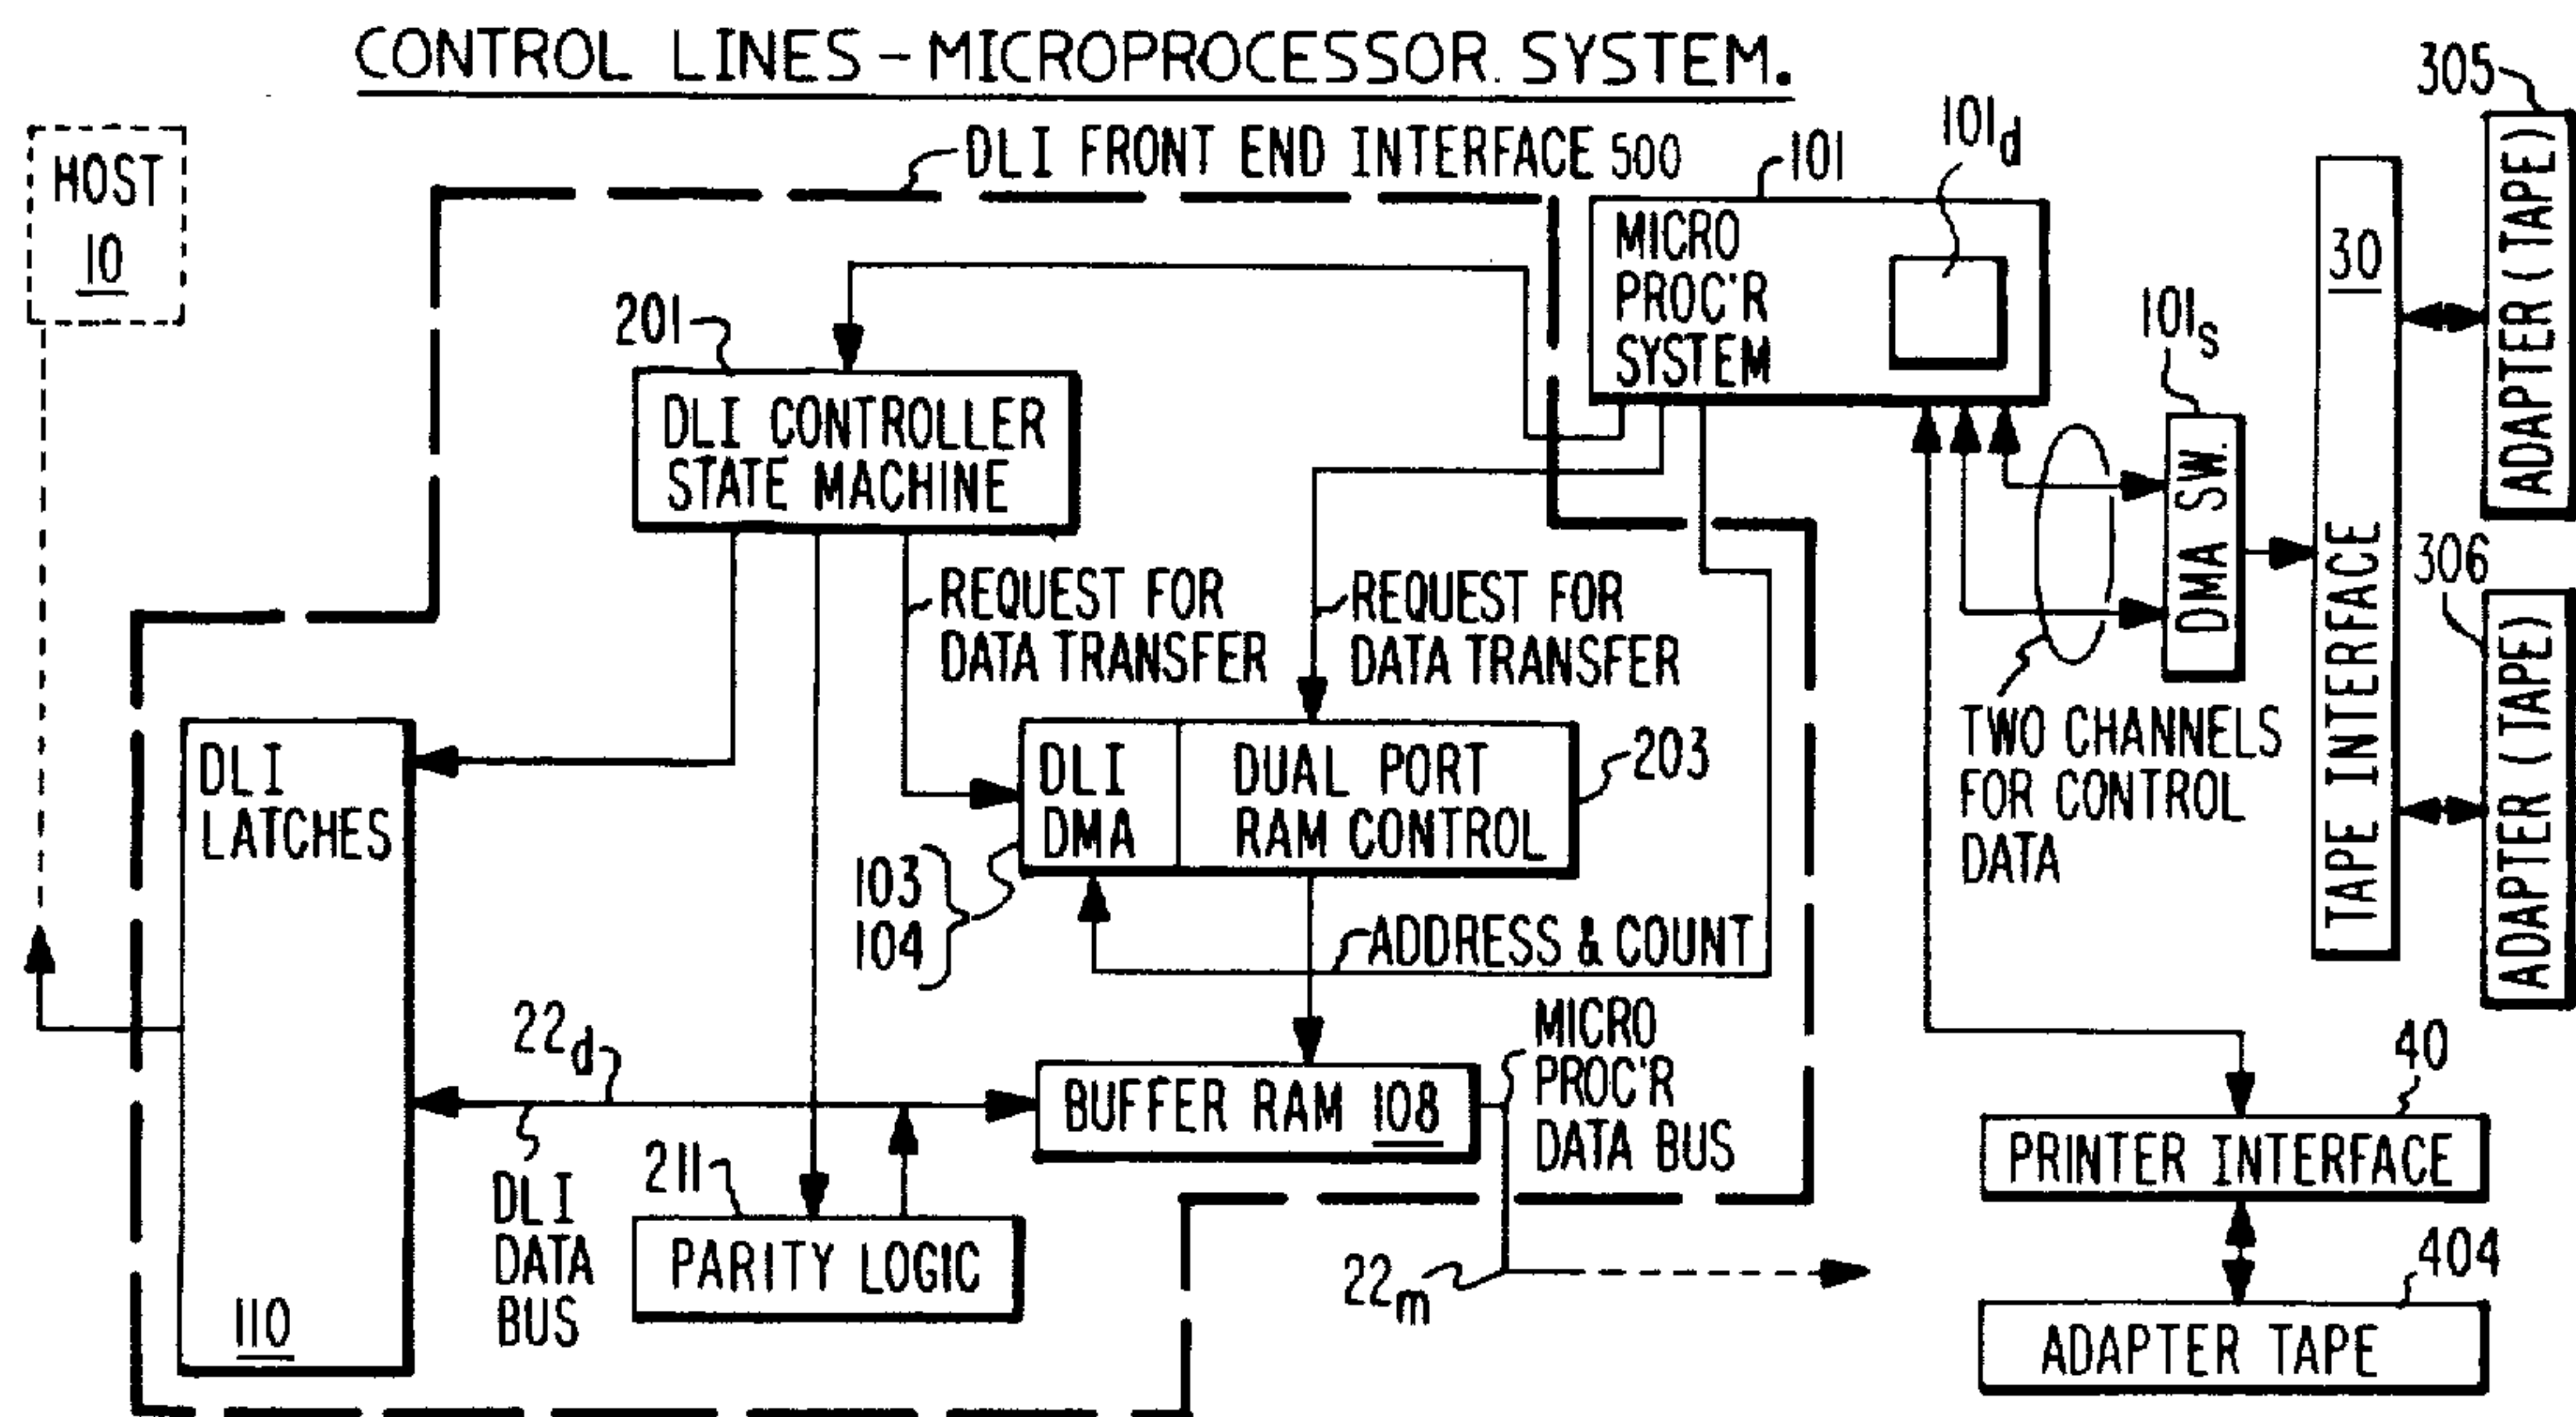 CONTROL LINES - MICROPROCESSOR SYSTEM.
HOST
10
DLI FRONT END INTERFACE 500
101
101d
MICRO
PROC'R
SYSTEM
201
DLI CONTROLLER
STATE MACHINE
REQUEST FOR
DATA TRANSFER
REQUEST FOR
DATA TRANSFER
101s
DMA SW.
TWO CHANNELS
FOR CONTROL
DATA
30
TAPE INTERFACE
305
ADAPTER (TAPE)
306
ADAPTER (TAPE)
DLI
LATCHES
110
DLI
DMA
DUAL PORT
RAM CONTROL
203
103
104
ADDRESS & COUNT
22d
DLI
DATA
BUS
BUFFER RAM 108
MICRO
PROC'R
DATA BUS
211
PARITY LOGIC
22m
40
PRINTER INTERFACE
404
ADAPTER TAPE